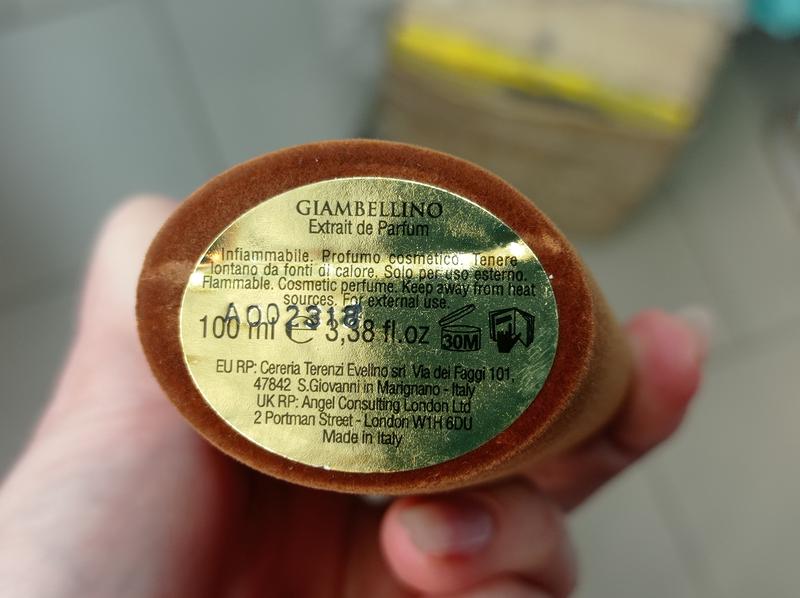 GIAMBELLINO
Extrait de Parfum
Infiammabile. Profumo cosmetico. Tenere
lontano da fonti di calore. Solo per uso esterno.
Flammable. Cosmetic perfume. Keep away from heat
sources. For external use.
A002318
100 ml ℮ 3,38 fl.oz 30M
EU RP: Cereria Terenzi Evelino srl Via dei Faggi 101,
47842 S.Giovanni in Marignano - Italy
UK RP: Angel Consulting London Ltd
2 Portman Street - London W1H 6DU
Made in Italy